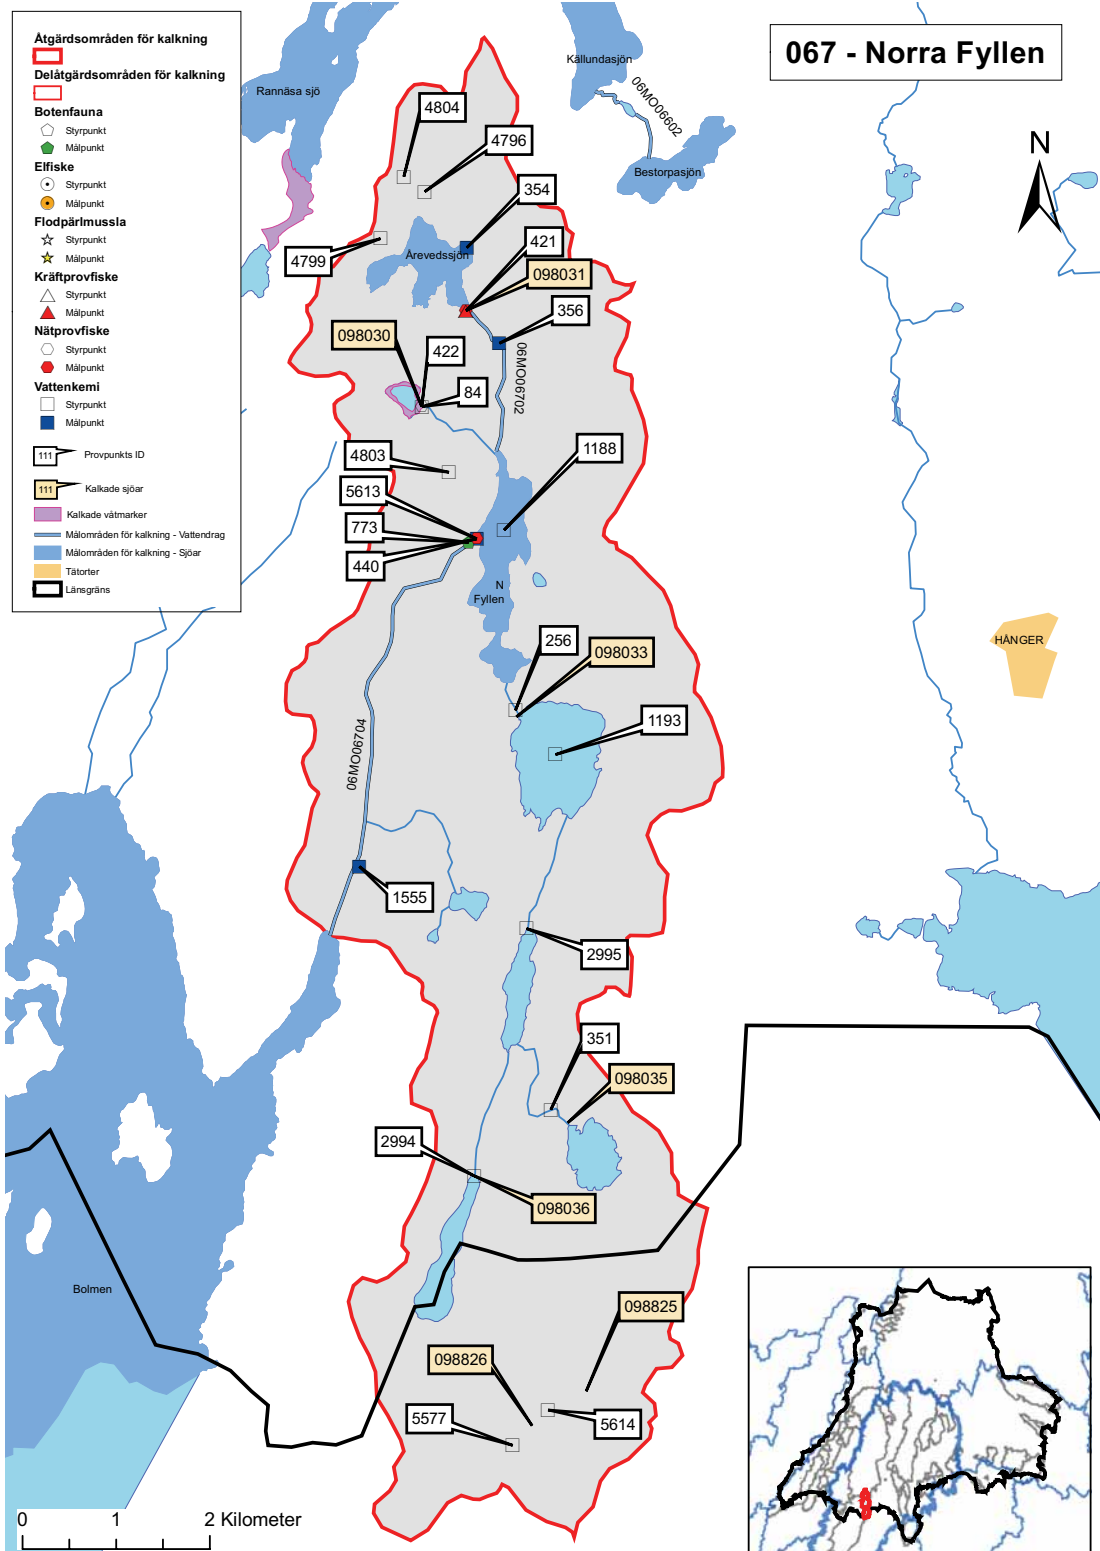 067 - Norra Fyllen
Åtgärdsområden för kalkning
Delåtgärdsområden för kalkning
Botenfauna
Styrpunkt
Målpunkt
Elfiske
Styrpunkt
Målpunkt
Flodpärlmussla
Styrpunkt
Målpunkt
Kräftprovfiske
Styrpunkt
Målpunkt
Nätprovfiske
Styrpunkt
Målpunkt
Vattenkemi
Styrpunkt
Målpunkt
111 Provpunkts ID
111 Kalkade sjöar
Kalkade våtmarker
Målområden för kalkning - Vattendrag
Målområden för kalkning - Sjöar
Tätorter
Länsgräns
Rannäsa sjö
Källundasjön
06MO06602
Bestorpasjön
N
4804
4796
354
4799
Årevedssjön
421
098031
356
098030
422
84
06MO06702
4803
1188
5613
773
440
N
Fyllen
256
098033
HÅNGER
1193
06MO06704
1555
2995
351
098035
2994
098036
Bolmen
098825
098826
5577
5614
0 1 2 Kilometer